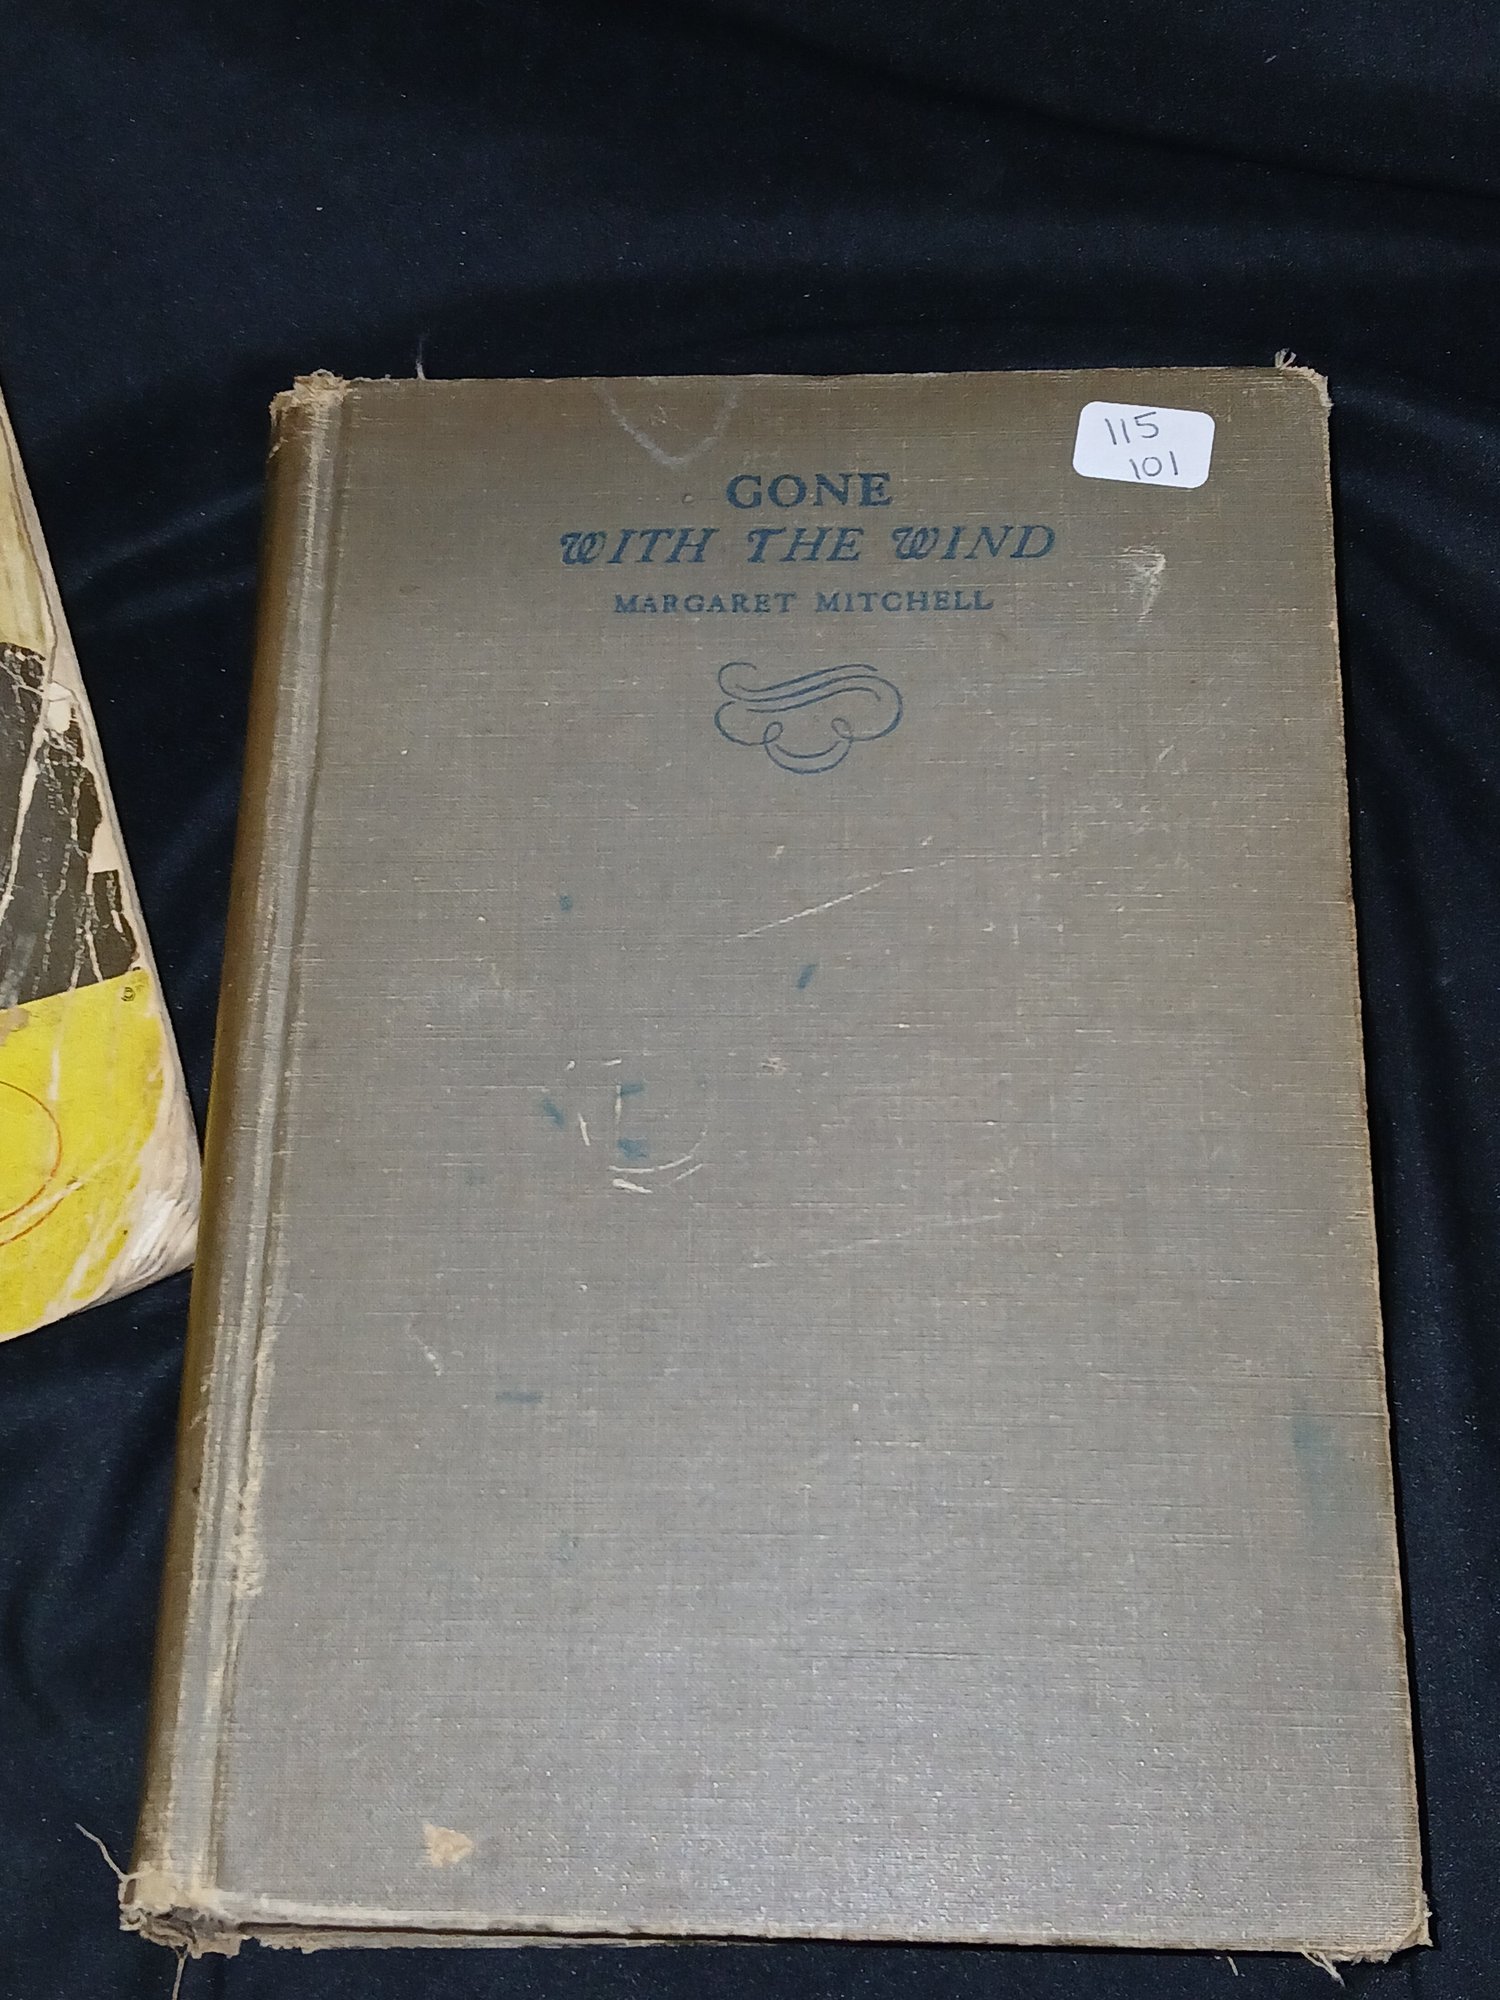 115
101
GONE
WITH THE WIND
MARGARET MITCHELL
©